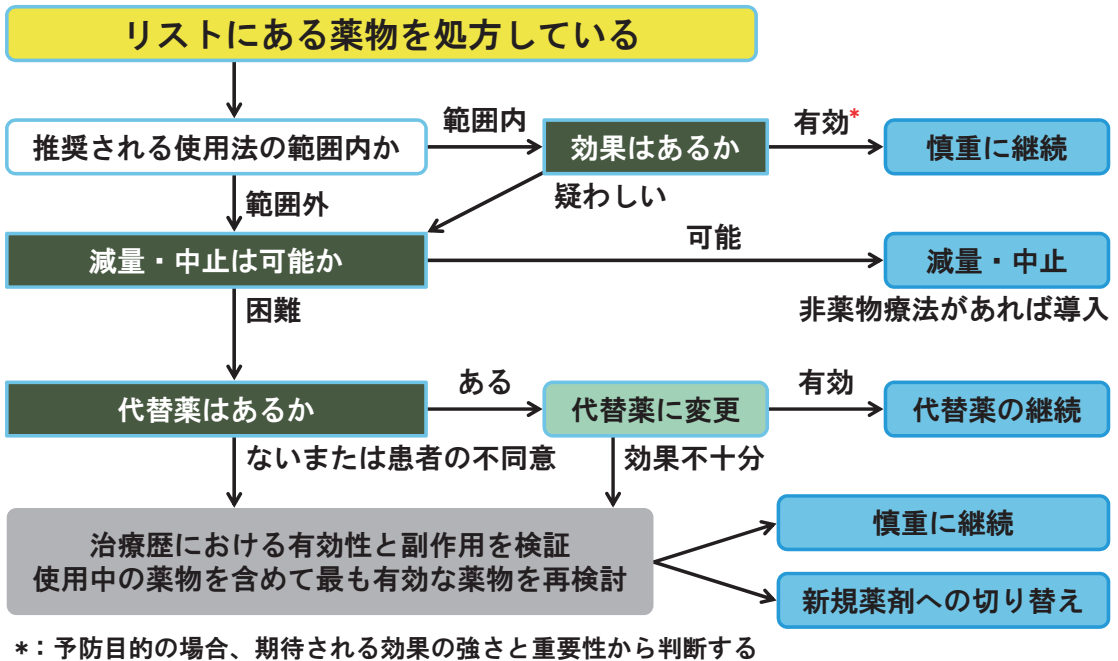 リストにある薬物を処方している
推奨される使用法の範囲内か
範囲内
効果はあるか
有効*
慎重に継続
範囲外
疑わしい
減量・中止は可能か
可能
減量・中止
非薬物療法があれば導入
困難
代替薬はあるか
ある
代替薬に変更
有効
代替薬の継続
ないまたは患者の不同意
効果不十分
治療歴における有効性と副作用を検証
使用中の薬物を含めて最も有効な薬物を再検討
慎重に継続
新規薬剤への切り替え
*：予防目的の場合、期待される効果の強さと重要性から判断する